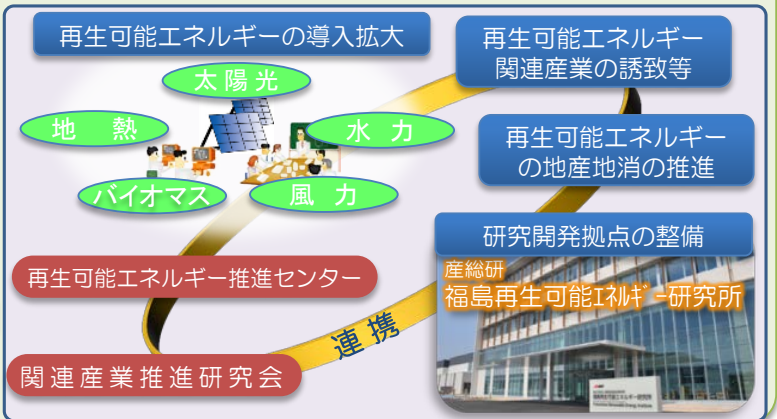 再生可能エネルギーの導入拡大
太陽光
地　熱
水 力
バイオマス
風 力
再生可能エネルギー
関連産業の誘致等
再生可能エネルギー
の地産地消の推進
再生可能エネルギー推進センター
関連産業推進研究会
連携
研究開発拠点の整備
産総研
福島再生可能ｴﾈﾙｷﾞｰ研究所